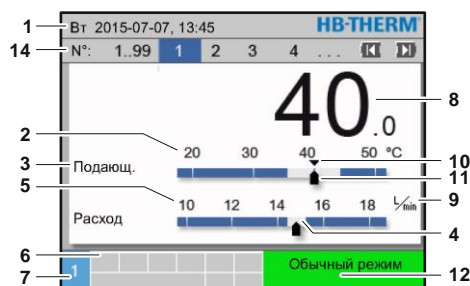 1 Вт 2015-07-07, 13:45 HB-THERM
14 N°: 1..99 1 2 3 4 ...
40.0 8
2 20 30 40 50 °C 10
3 Подающ. 11
5 10 12 14 16 18 L/min 9
Расход 4
6
7 1 Обычный режим 12